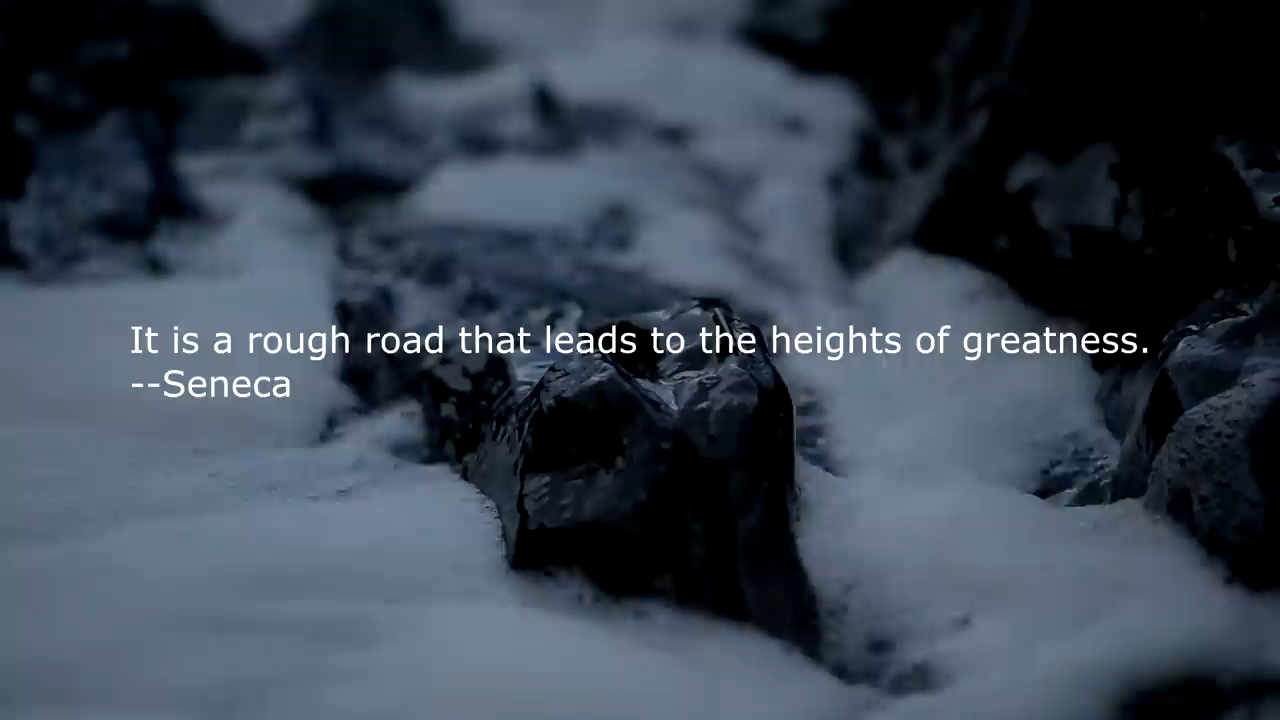 It is a rough road that leads to the heights of greatness.
--Seneca